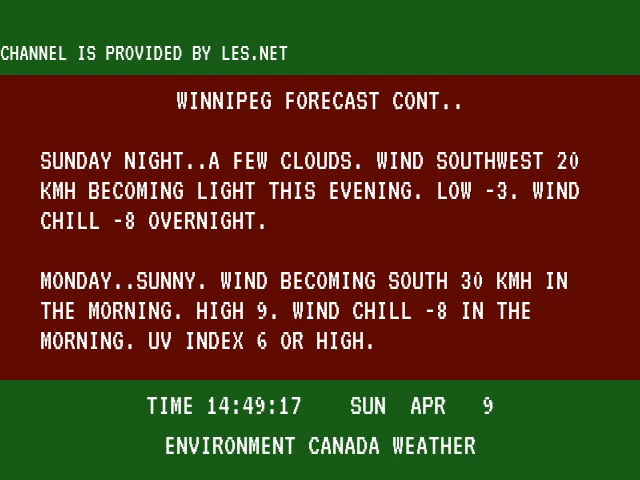 CHANNEL IS PROVIDED BY LES.NET
WINNIPEG FORECAST CONT..
SUNDAY NIGHT..A FEW CLOUDS. WIND SOUTHWEST 20
KMH BECOMING LIGHT THIS EVENING. LOW -3. WIND
CHILL -8 OVERNIGHT.
MONDAY..SUNNY. WIND BECOMING SOUTH 30 KMH IN
THE MORNING. HIGH 9. WIND CHILL -8 IN THE
MORNING. UV INDEX 6 OR HIGH.
TIME 14:49:17 SUN APR 9
ENVIRONMENT CANADA WEATHER